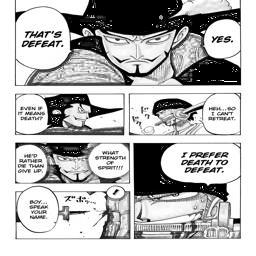 THAT'S
DEFEAT.
YES.
EVEN IF
IT MEANS
DEATH?
HEH...SO
I CAN'T
RETREAT.
HE'D
RATHER
DIE THAN
GIVE UP.
WHAT
STRENGTH
OF
SPIRIT!!!
I PREFER
DEATH TO
DEFEAT.
BOY...
SPEAK
YOUR
NAME.